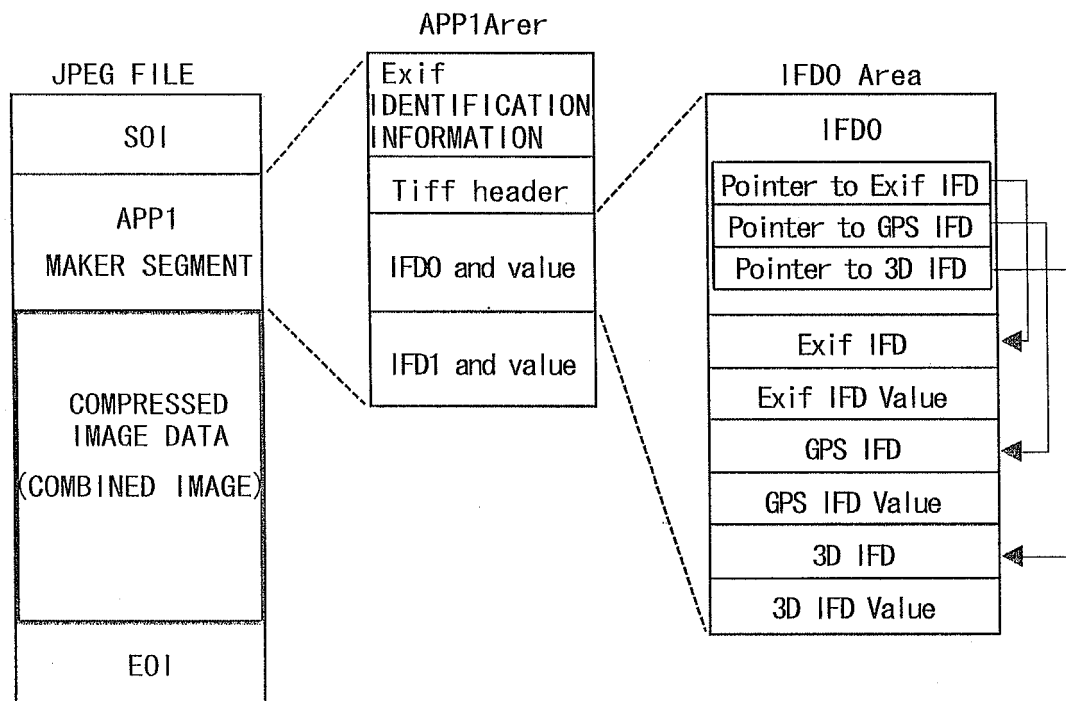 JPEG FILE
SOI
APP1
MAKER SEGMENT
COMPRESSED
IMAGE DATA
(COMBINED IMAGE)
EOI
APP1Arer
Exif
IDENTIFICATION
INFORMATION
Tiff header
IFD0 and value
IFD1 and value
IFD0 Area
IFD0
Pointer to Exif IFD
Pointer to GPS IFD
Pointer to 3D IFD
Exif IFD
Exif IFD Value
GPS IFD
GPS IFD Value
3D IFD
3D IFD Value